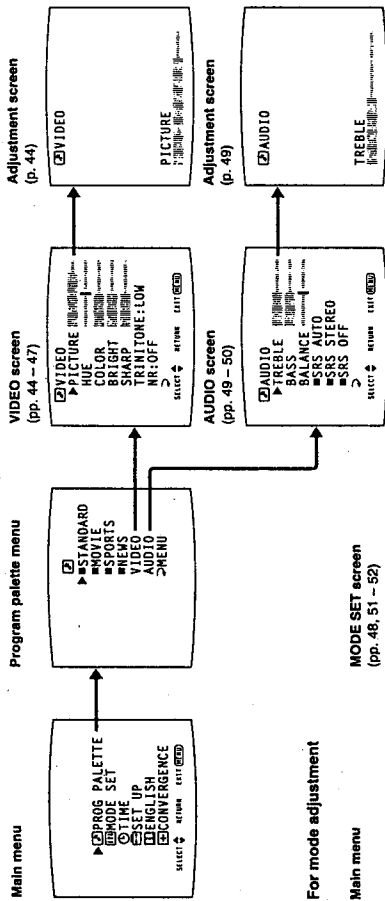 Main menu
▶ PROG PALETTE
MODE SET
TIME
SET UP
ENGLISH
CONVERGENCE
SELECT RETURN EXIT MENU
Program palette menu
▶ ■STANDARD
■MOVIE
■SPORTS
■NEWS
VIDEO
AUDIO
MENU
VIDEO screen
(pp. 44 – 47)
VIDEO
▶PICTURE
HUE
COLOR
BRIGHT
SHARP
TRINITONE:LOW
NR:OFF
SELECT RETURN EXIT MENU
Adjustment screen
(p. 44)
VIDEO
PICTURE
AUDIO screen
(pp. 49 – 50)
AUDIO
▶TREBLE
BASS
BALANCE
■SRS AUTO
■SRS STEREO
■SRS OFF
SELECT RETURN EXIT MENU
Adjustment screen
(p. 49)
AUDIO
TREBLE
For mode adjustment
Main menu
MODE SET screen
(pp. 48, 51 – 52)